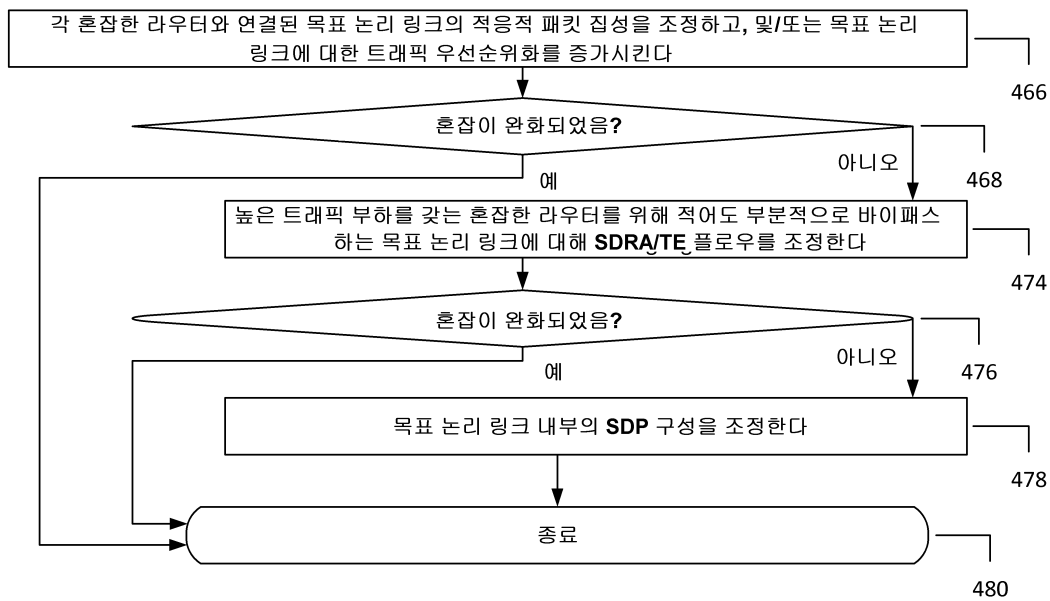 각 혼잡한 라우터와 연결된 목표 논리 링크의 적응적 패킷 집성을 조정하고, 및/또는 목표 논리
링크에 대한 트래픽 우선순위화를 증가시킨다
466
혼잡이 완화되었음?
아니오
468
예
높은 트래픽 부하를 갖는 혼잡한 라우터를 위해 적어도 부분적으로 바이패스
하는 목표 논리 링크에 대해 SDRA/TE 플로우를 조정한다
474
혼잡이 완화되었음?
아니오
476
예
목표 논리 링크 내부의 SDP 구성을 조정한다
478
종료
480